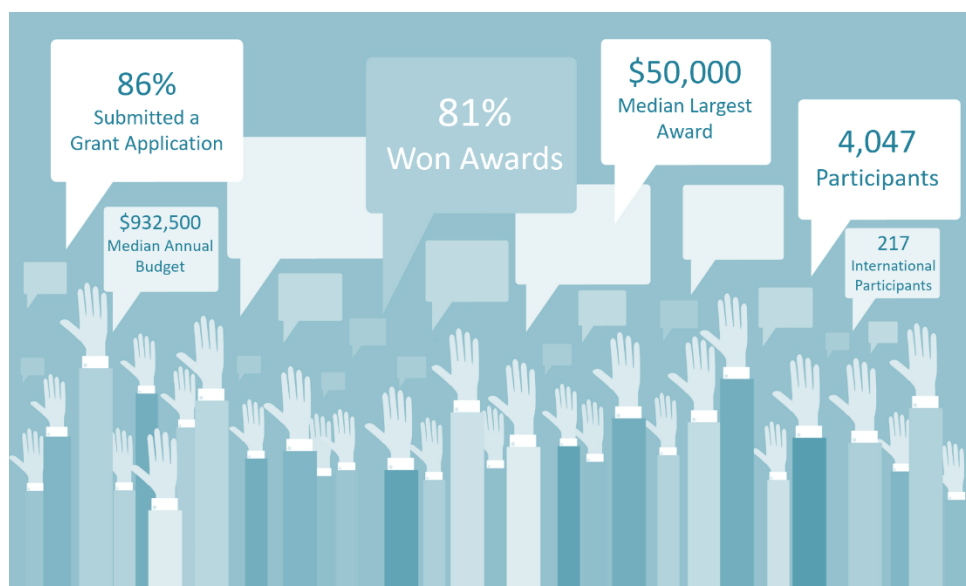 86%
Submitted a
Grant Application
$932,500
Median Annual
Budget
81%
Won Awards
$50,000
Median Largest
Award
4,047
Participants
217
International
Participants